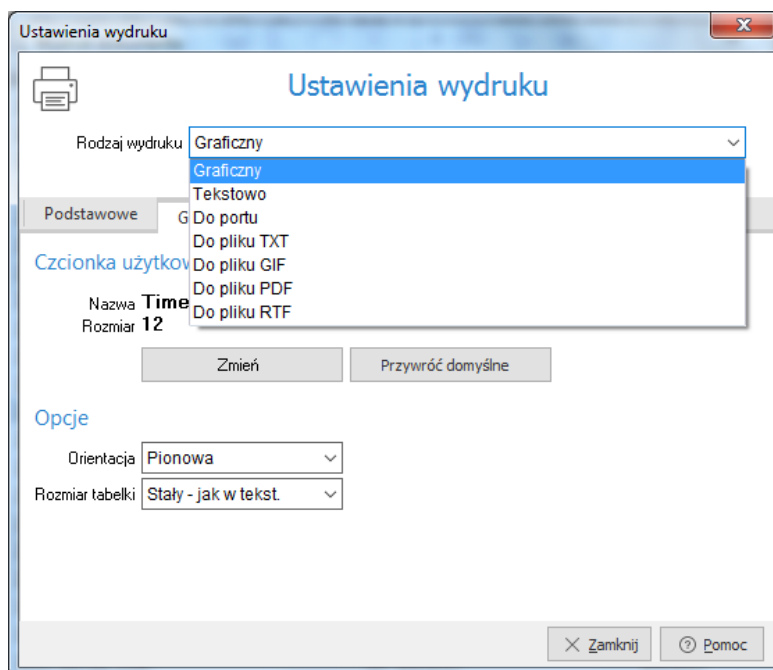 Ustawienia wydruku
Ustawienia wydruku
Rodzaj wydruku Graficzny
Graficzny
Tekstowo
Podstawowe
Do portu
Do pliku TXT
Czcionka
Do pliku GIF
Do pliku PDF
Nazwa
Do pliku RTF
Rozmiar 12
Zmień Przywróć domyślne
Opcje
Orientacja Pionowa
Rozmiar tabelki Stały - jak w tekst.
Zamknij Pomoc